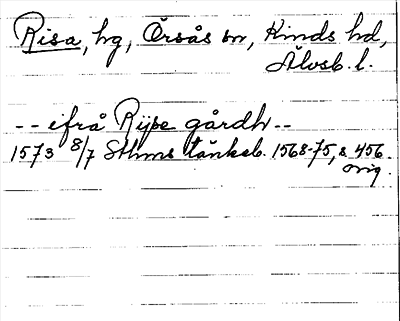 Risa, hg, Örsås sn, Kinds hd,
Älvsb. l.
-- ifrå Rijse gårdh --
1573 8/7 Sthms tänkeb. 1568-75, s 456.
orig.